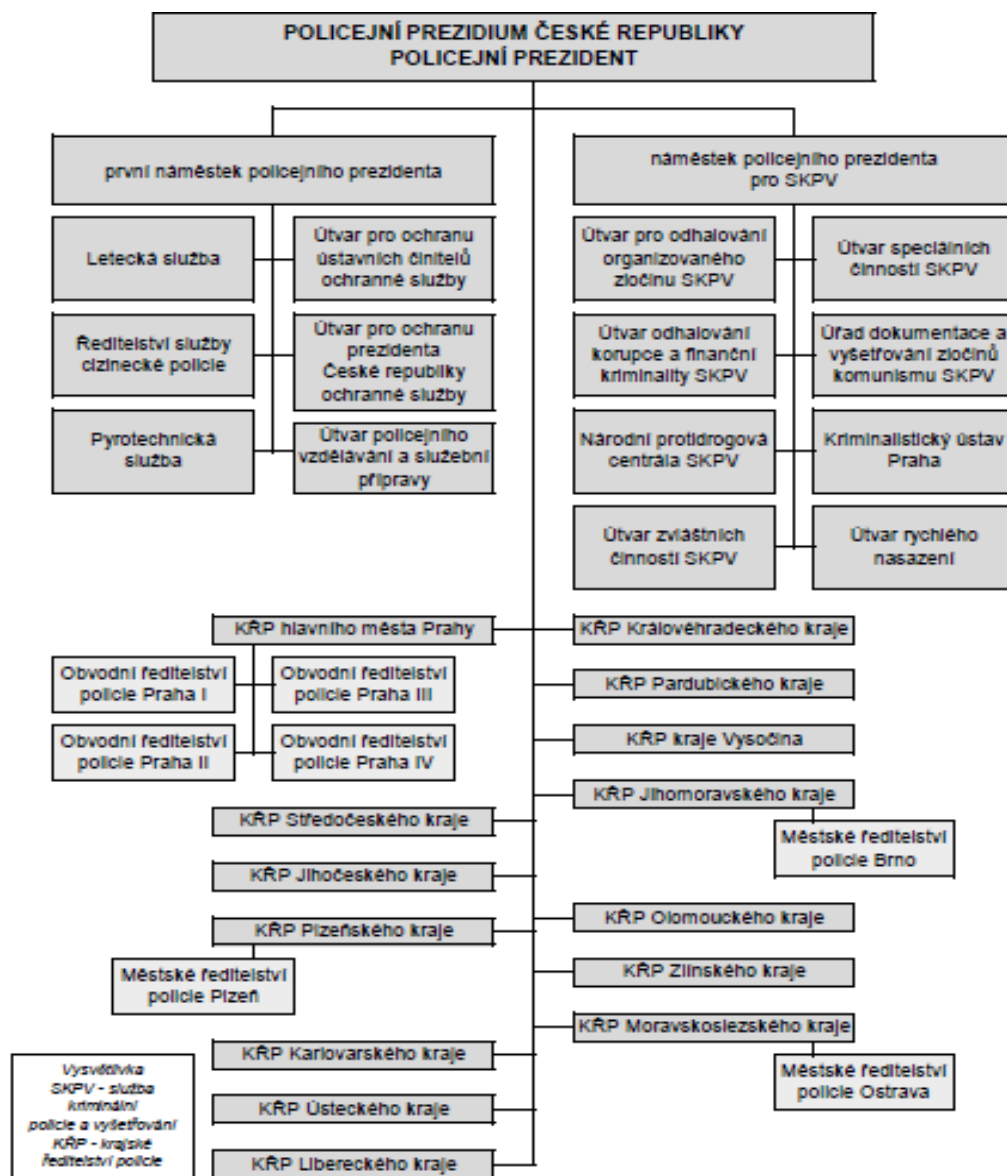 POLICEJNÍ PREZIDIUM ČESKÉ REPUBLIKY
POLICEJNÍ PREZIDENT
první náměstek policejního prezidenta
Letecká služba
Útvar pro ochranu
ústavních činitelů
ochranné služby
Ředitelství služby
cizinecké policie
Útvar pro ochranu
prezidenta
České republiky
ochranné služby
Pyrotechnická
služba
Útvar policejního
vzdělávání a služební
přípravy
náměstek policejního prezidenta
pro SKPV
Útvar pro odhalování
organizovaného
zločinu SKPV
Útvar speciálních
činností SKPV
Útvar odhalování
korupce a finanční
kriminality SKPV
Úřad dokumentace a
vyšetřování zločinů
komunismu SKPV
Národní protidrogová
centrála SKPV
Kriminalistický ústav
Praha
Útvar zvláštních
činností SKPV
Útvar rychlého
nasazení
KŘP hlavního města Prahy
Obvodní ředitelství
policie Praha I
Obvodní ředitelství
policie Praha III
Obvodní ředitelství
policie Praha II
Obvodní ředitelství
policie Praha IV
KŘP Středočeského kraje
KŘP Jihočeského kraje
KŘP Plzeňského kraje
Městské ředitelství
policie Plzeň
KŘP Karlovarského kraje
KŘP Ústeckého kraje
KŘP Libereckého kraje
KŘP Královéhradeckého kraje
KŘP Pardubického kraje
KŘP kraje Vysočina
KŘP Jihomoravského kraje
Městské ředitelství
policie Brno
KŘP Olomouckého kraje
KŘP Zlínského kraje
KŘP Moravskoslezského kraje
Městské ředitelství
policie Ostrava
Vysvětlivka
SKPV - služba
kriminální
policie a vyšetřování
KŘP - krajské
ředitelství policie